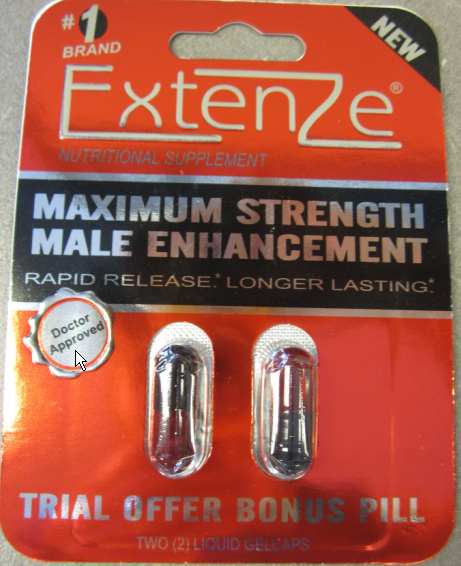 #1
BRAND
NEW
ExtenZe®
NUTRITIONAL SUPPLEMENT
MAXIMUM STRENGTH
MALE ENHANCEMENT
RAPID RELEASE.* LONGER LASTING.*
Doctor
Approved
TRIAL OFFER BONUS PILL
TWO (2) LIQUID GELCAPS